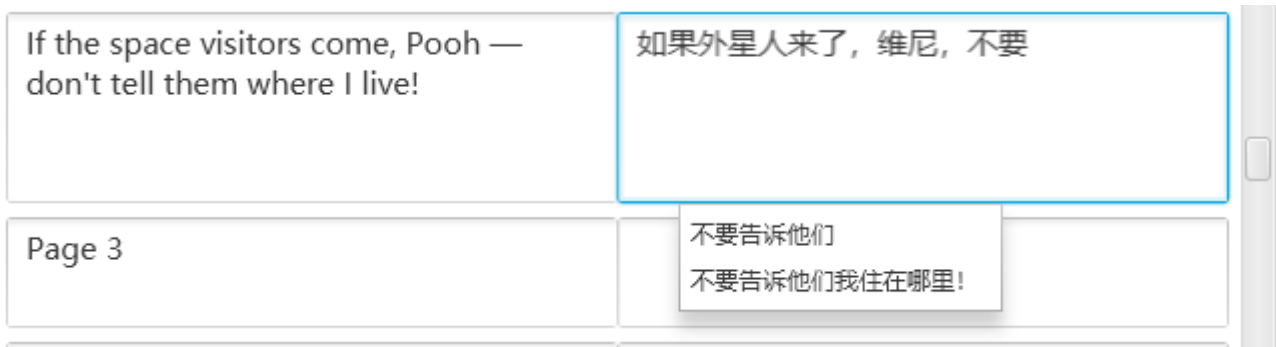 If the space visitors come, Pooh —
don't tell them where I live!
如果外星人来了，维尼，不要
不要告诉他们
不要告诉他们我住在哪里！
Page 3